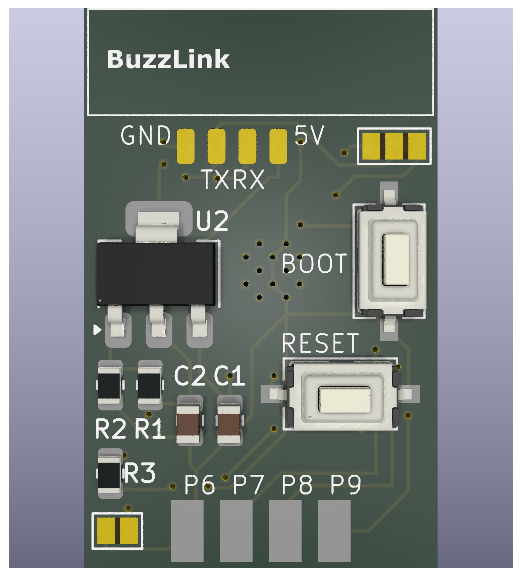 BuzzLink
GND 5V
TXRX
U2
BOOT
RESET
C2 C1
R2 R1
R3
P6 P7 P8 P9